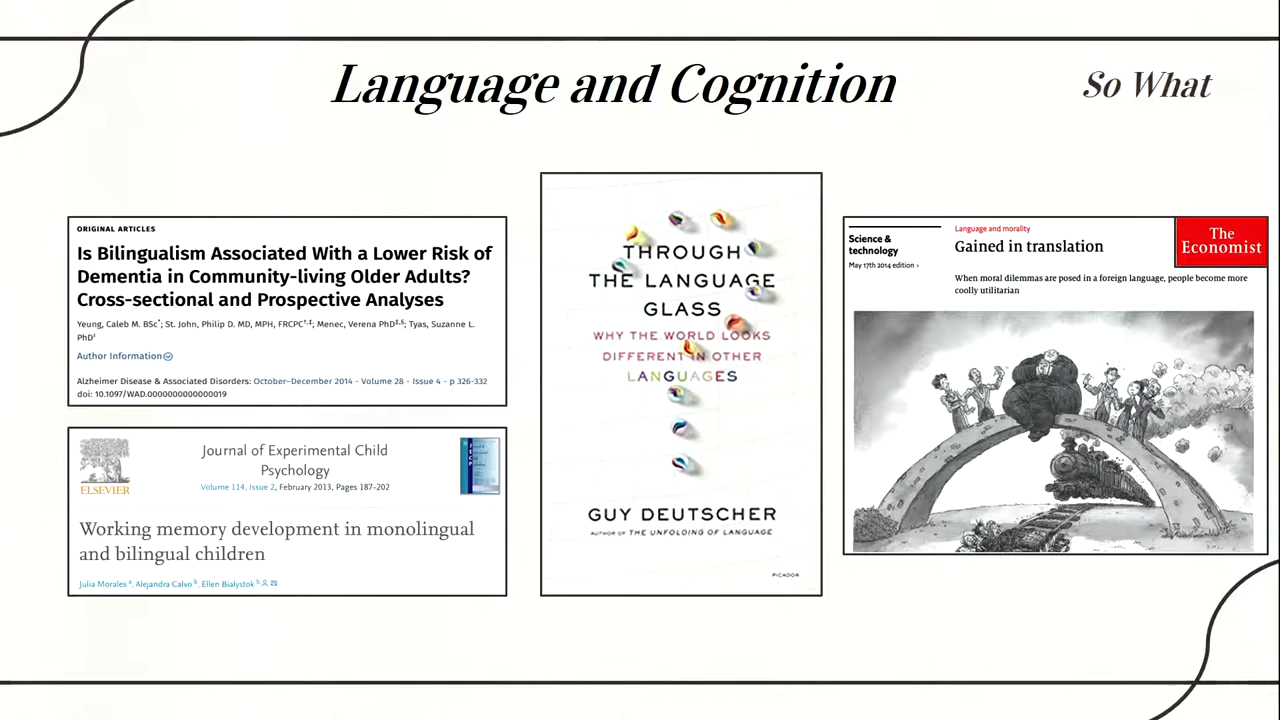 Language and Cognition
So What
ORIGINAL ARTICLES
Is Bilingualism Associated With a Lower Risk of
Dementia in Community-living Older Adults?
Cross-sectional and Prospective Analyses
Yeung, Caleb M. BSc*; St. John, Philip D. MD, MPH, FRCPC†,‡; Menec, Verena PhD‡,§; Tyas, Suzanne L.
PhD∥
Author Information
Alzheimer Disease & Associated Disorders: October–December 2014 - Volume 28 - Issue 4 - p 326-332
doi: 10.1097/WAD.0000000000000019
ELSEVIER
Journal of Experimental Child
Psychology
Volume 114, Issue 2, February 2013, Pages 187-202
Working memory development in monolingual
and bilingual children
Julia Morales a, Alejandra Calvo b, Ellen Bialystok b
THROUGH
THE LANGUAGE
GLASS
WHY THE WORLD LOOKS
DIFFERENT IN OTHER
LANGUAGES
GUY DEUTSCHER
AUTHOR OF THE UNFOLDING OF LANGUAGE
PICADOR
Science &
technology
May 17th 2014 edition ›
Language and morality
Gained in translation
When moral dilemmas are posed in a foreign language, people become more
coolly utilitarian
The
Economist